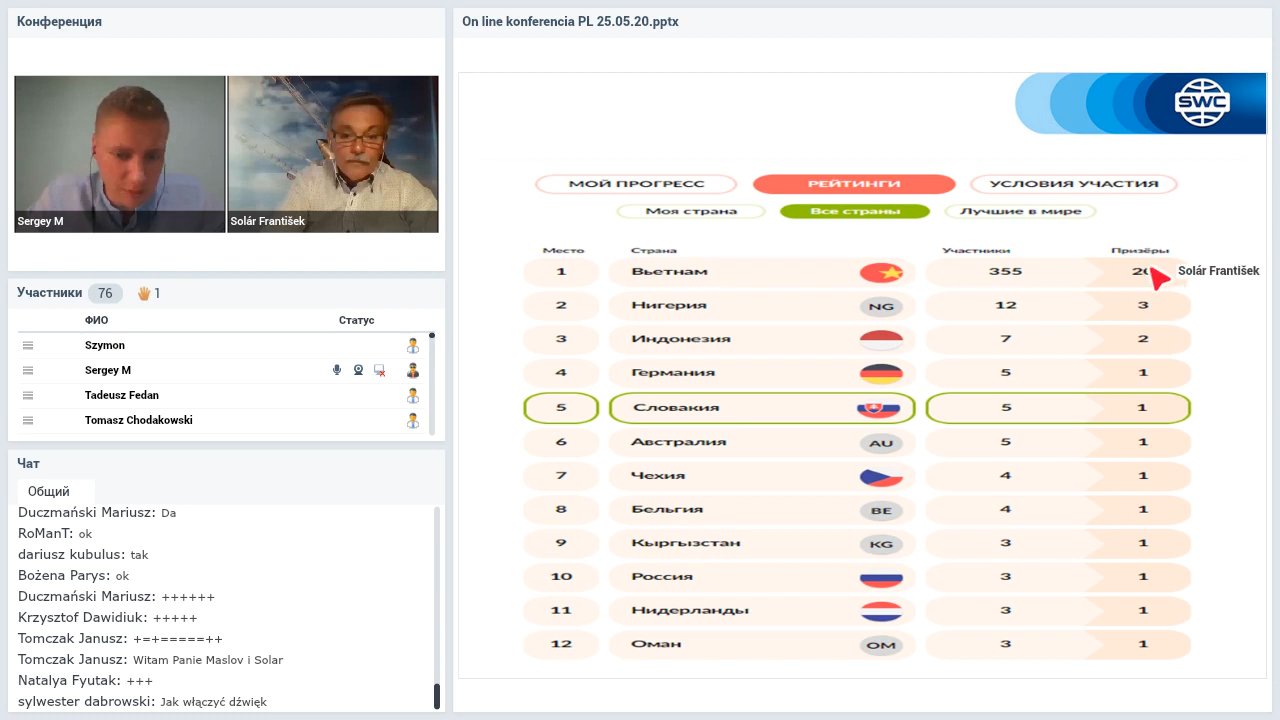 Конференция
Sergey M
Solár František
Участники 76 1
ФИО Статус
Szymon
Sergey M
Tadeusz Fedan
Tomasz Chodakowski
Чат
Общий
Duczmański Mariusz: Da
RoManT: ok
dariusz kubulus: tak
Bożena Parys: ok
Duczmański Mariusz: ++++++
Krzysztof Dawidiuk: +++++
Tomczak Janusz: +=+=====++
Tomczak Janusz: Witam Panie Maslov i Solar
Natalya Fyutak: +++
sylwester dabrowski: Jak włączyć dźwięk
On line konferencia PL 25.05.20.pptx
SWC
МОЙ ПРОГРЕСС РЕЙТИНГИ УСЛОВИЯ УЧАСТИЯ
Моя страна Все страны Лучшие в мире
Место Страна Участники Призёры
1 Вьетнам 355
Solár František
2 Нигерия NG 12 3
3 Индонезия 7 2
4 Германия 5 1
5 Словакия 5 1
6 Австралия AU 5 1
7 Чехия 4 1
8 Бельгия BE 4 1
9 Кыргызстан KG 3 1
10 Россия 3 1
11 Нидерланды 3 1
12 Оман OM 3 1